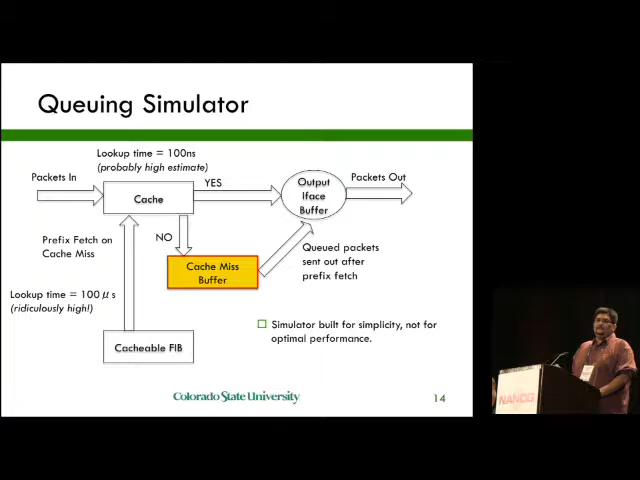 Queuing Simulator
Lookup time = 100ns
(probably high estimate)
Packets In
YES
Output
Iface
Buffer
Packets Out
Cache
Prefix Fetch on
Cache Miss
NO
Cache Miss
Buffer
Queued packets
sent out after
prefix fetch
Lookup time = 100μs
(ridiculously high!)
Simulator built for simplicity, not for
optimal performance.
Cacheable FIB
Colorado State University
14
NANOG